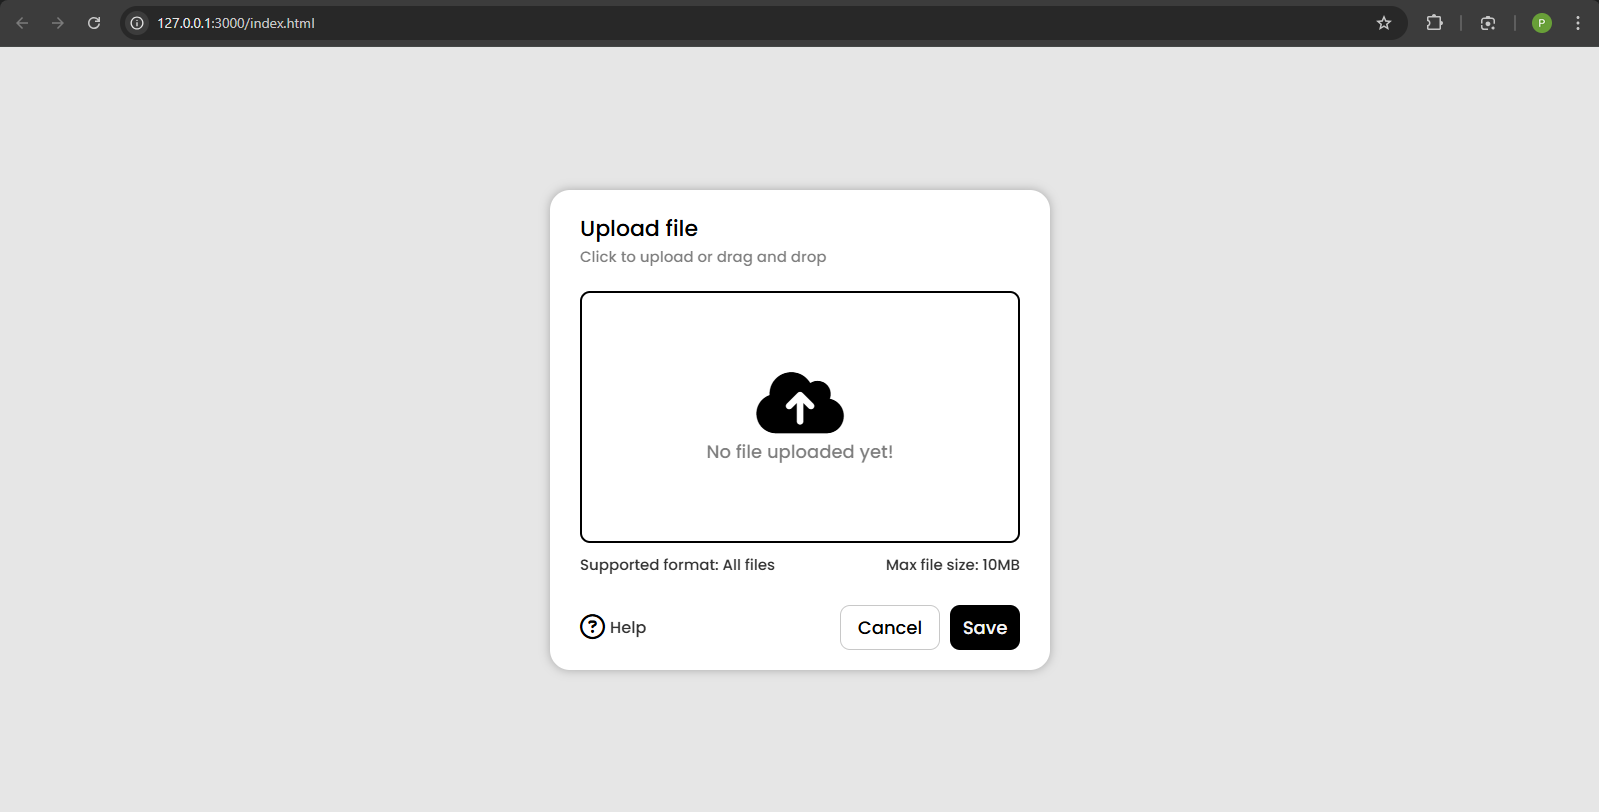 127.0.0.1:3000/index.html
P
Upload file
Click to upload or drag and drop
No file uploaded yet!
Supported format: All files
Max file size: 10MB
? Help
Cancel
Save